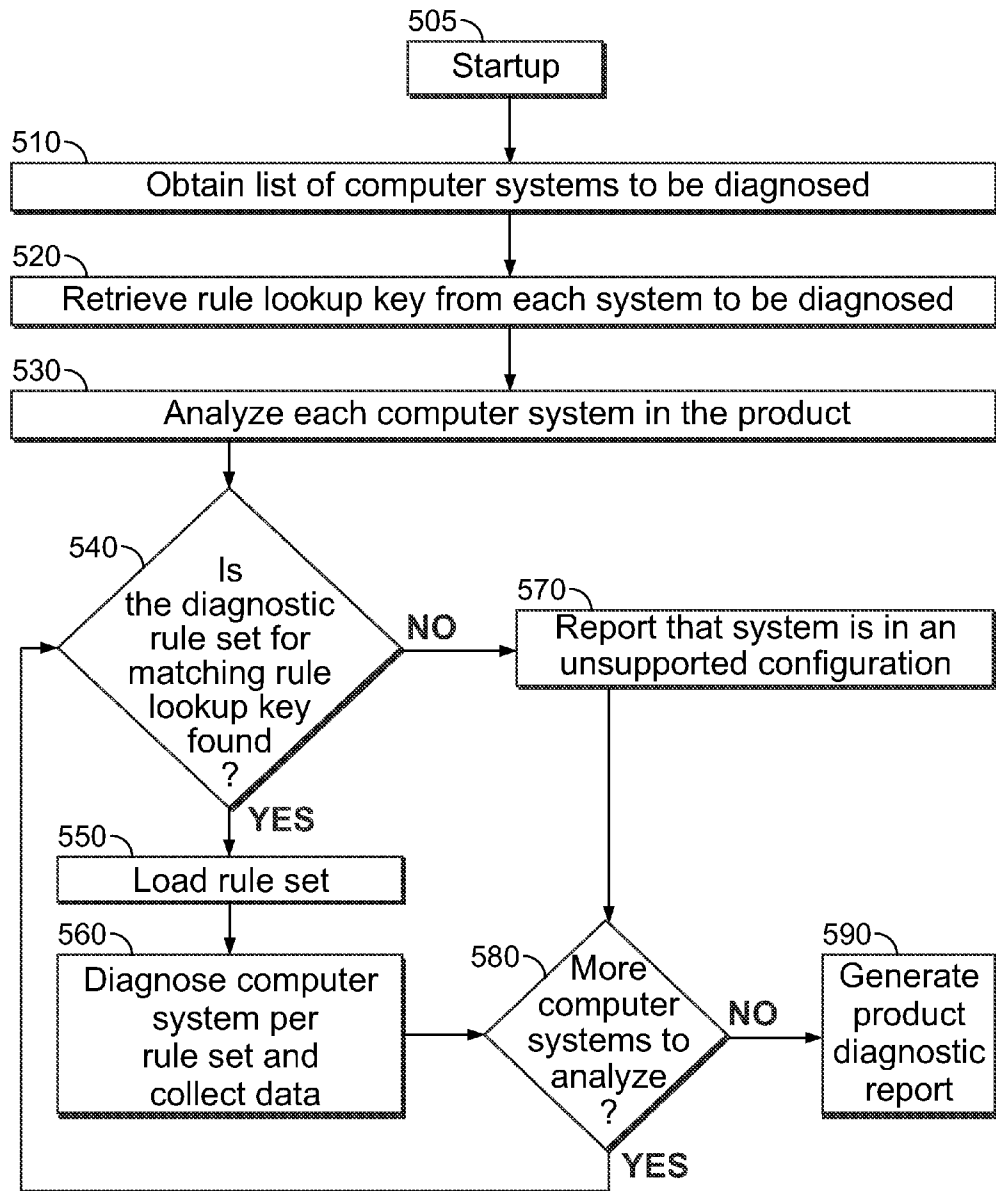 505
Startup
510
Obtain list of computer systems to be diagnosed
520
Retrieve rule lookup key from each system to be diagnosed
530
Analyze each computer system in the product
540
Is
the diagnostic
rule set for
matching rule
lookup key
found
?
NO
YES
570
Report that system is in an
unsupported configuration
550
Load rule set
560
Diagnose computer
system per
rule set and
collect data
580
More
computer
systems to
analyze
?
NO
YES
590
Generate
product
diagnostic
report